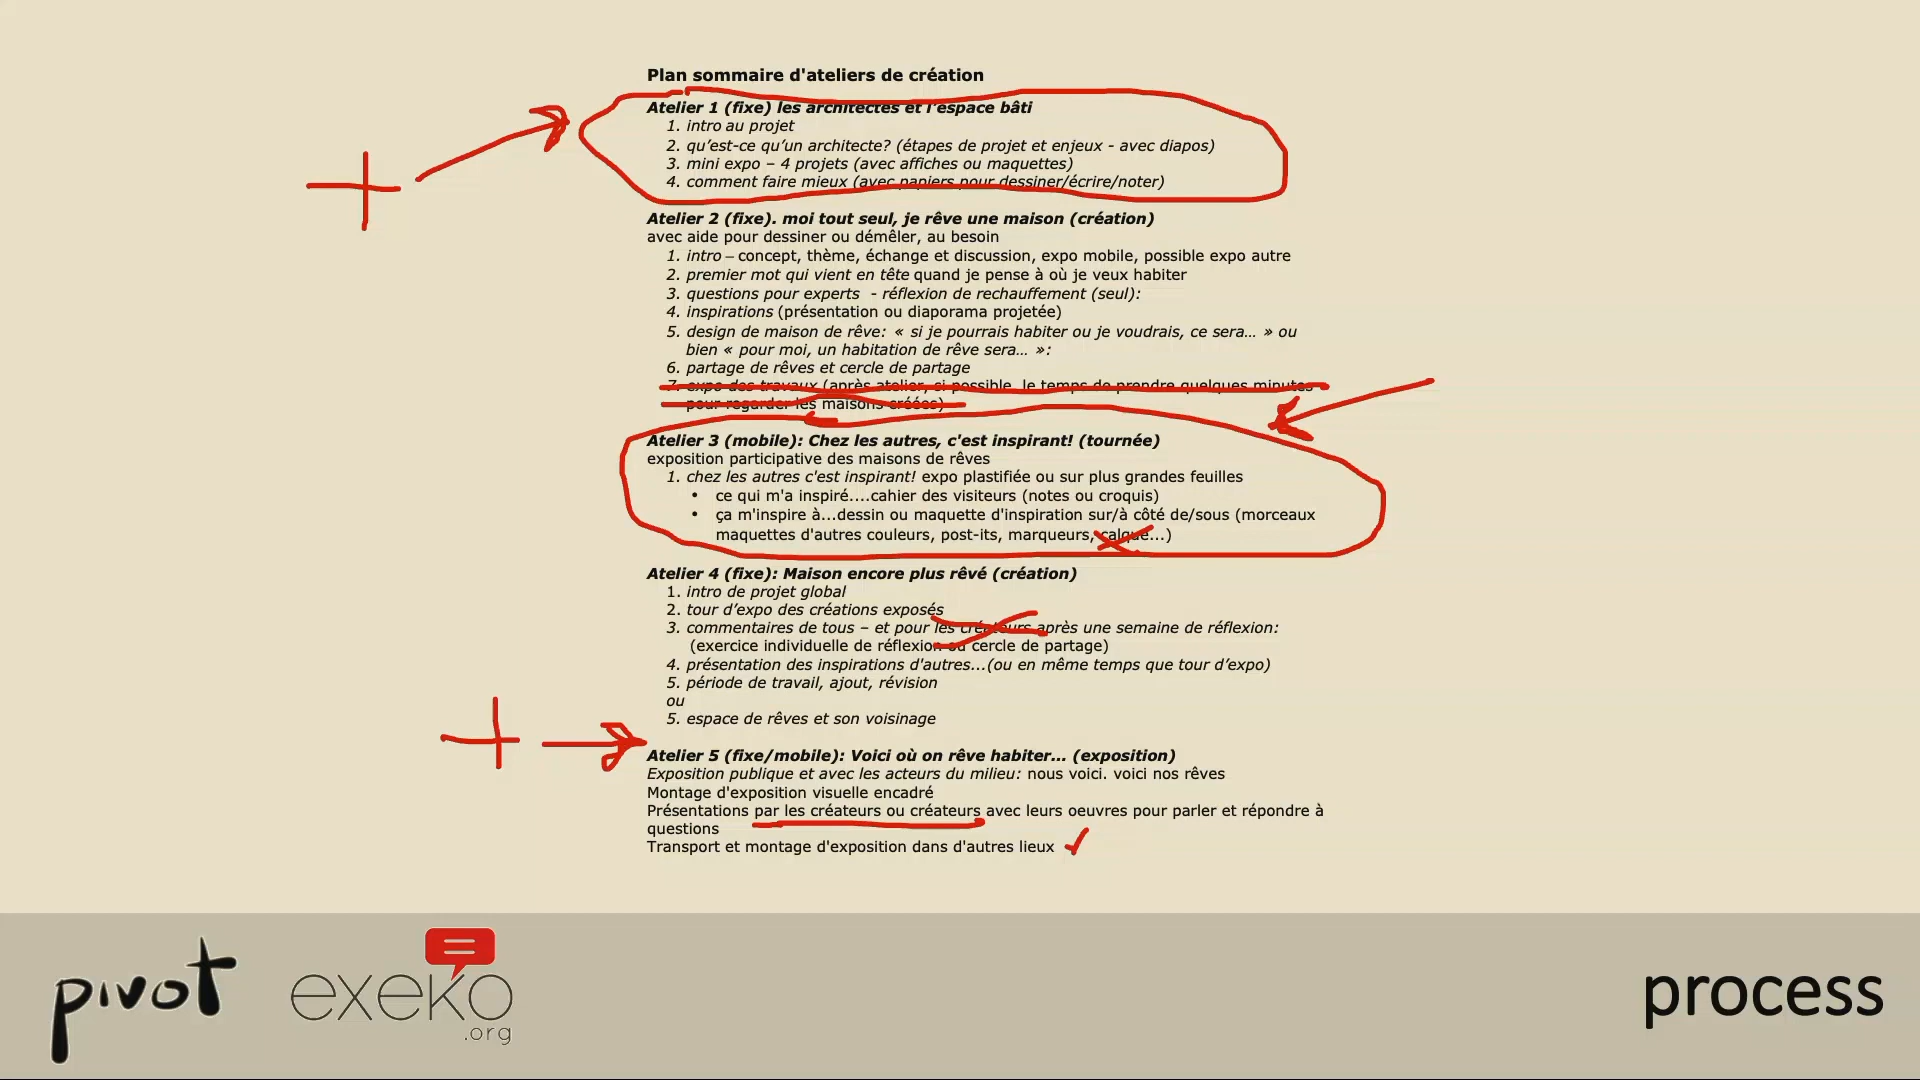 Plan sommaire d'ateliers de création
Atelier 1 (fixe) les architectes et l'espace bâti
1. intro au projet
2. qu'est-ce qu'un architecte? (étapes de projet et enjeux - avec diapos)
3. mini expo – 4 projets (avec affiches ou maquettes)
4. comment faire mieux (avec papiers pour dessiner/écrire/noter)
Atelier 2 (fixe). moi tout seul, je rêve une maison (création)
avec aide pour dessiner ou démêler, au besoin
1. intro – concept, thème, échange et discussion, expo mobile, possible expo autre
2. premier mot qui vient en tête quand je pense à où je veux habiter
3. questions pour experts - réflexion de rechauffement (seul):
4. inspirations (présentation ou diaporama projetée)
5. design de maison de rêve: « si je pourrais habiter ou je voudrais, ce sera... » ou
bien « pour moi, un habitation de rêve sera... »:
6. partage de rêves et cercle de partage
7. expo des travaux (après atelier, si possible, le temps de prendre quelques minutes
pour regarder les maisons créées)
Atelier 3 (mobile): Chez les autres, c'est inspirant! (tournée)
exposition participative des maisons de rêves
1. chez les autres c'est inspirant! expo plastifiée ou sur plus grandes feuilles
• ce qui m'a inspiré....cahier des visiteurs (notes ou croquis)
• ça m'inspire à...dessin ou maquette d'inspiration sur/à côté de/sous (morceaux
maquettes d'autres couleurs, post-its, marqueurs, calque...)
Atelier 4 (fixe): Maison encore plus rêvé (création)
1. intro de projet global
2. tour d'expo des créations exposés
3. commentaires de tous – et pour les créateurs après une semaine de réflexion:
(exercice individuelle de réflexion ou cercle de partage)
4. présentation des inspirations d'autres...(ou en même temps que tour d'expo)
5. période de travail, ajout, révision
ou
5. espace de rêves et son voisinage
Atelier 5 (fixe/mobile): Voici où on rêve habiter... (exposition)
Exposition publique et avec les acteurs du milieu: nous voici. voici nos rêves
Montage d'exposition visuelle encadré
Présentations par les créateurs ou créateurs avec leurs oeuvres pour parler et répondre à
questions
Transport et montage d'exposition dans d'autres lieux
pivot
exeko
.org
process